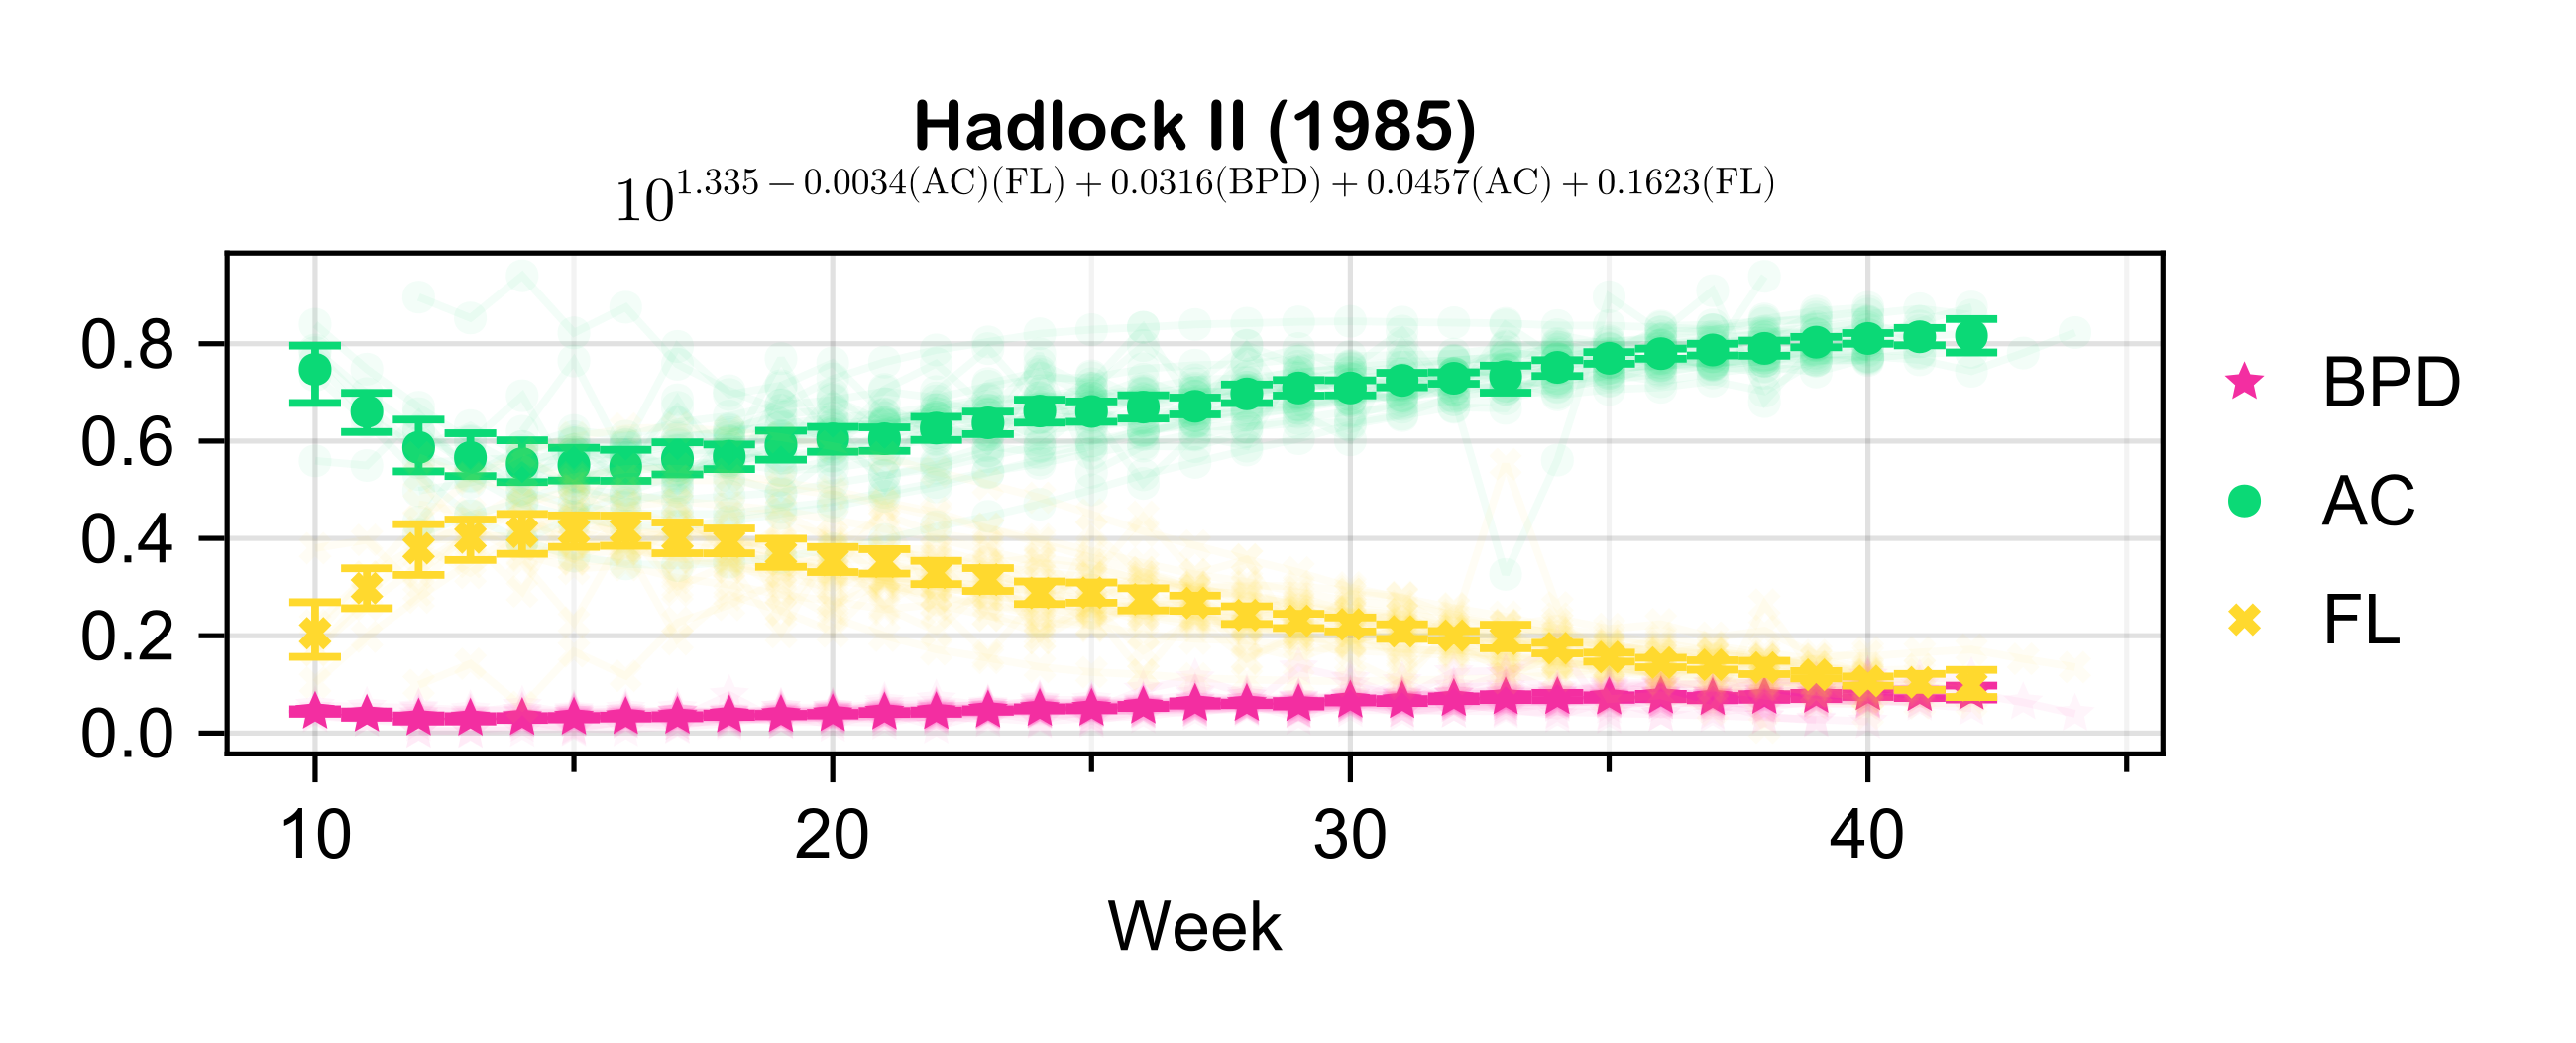 Hadlock II (1985)
10^{1.335 − 0.0034(AC)(FL) + 0.0316(BPD) + 0.0457(AC) + 0.1623(FL)}
0.8
0.6
0.4
0.2
0.0
10 20 30 40
Week
BPD
AC
FL